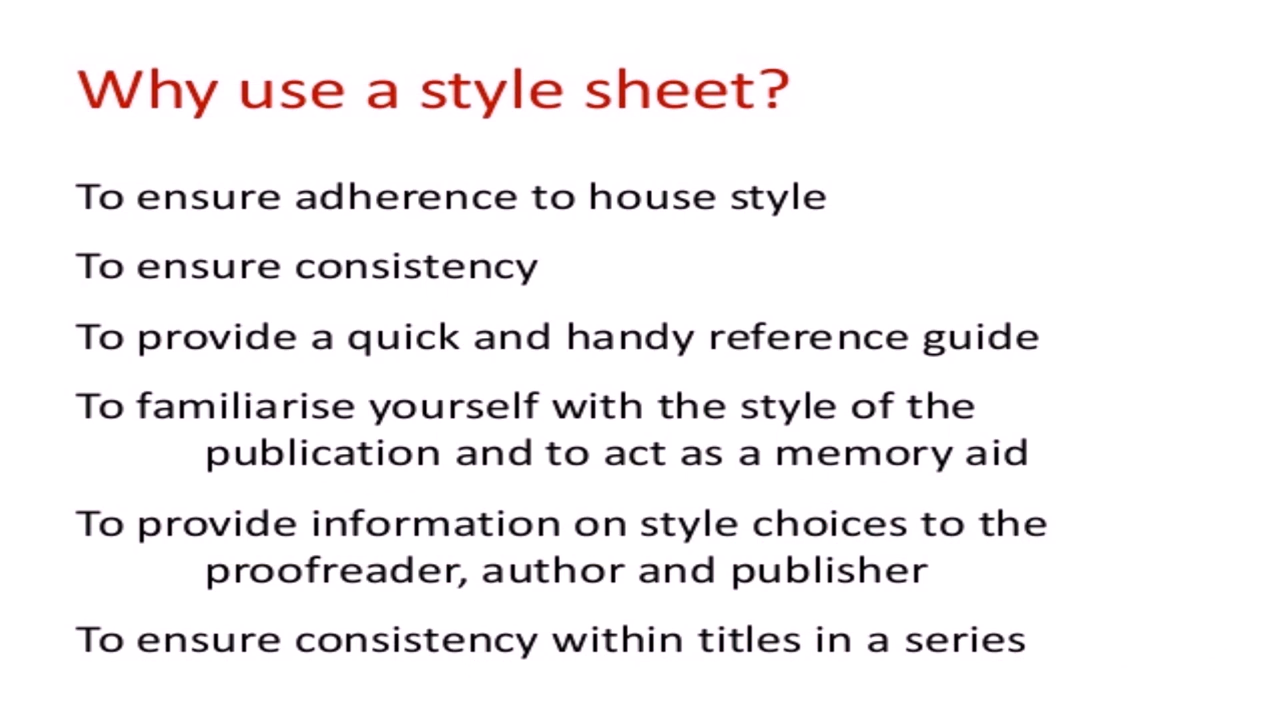 Why use a style sheet?
To ensure adherence to house style
To ensure consistency
To provide a quick and handy reference guide
To familiarise yourself with the style of the
publication and to act as a memory aid
To provide information on style choices to the
proofreader, author and publisher
To ensure consistency within titles in a series